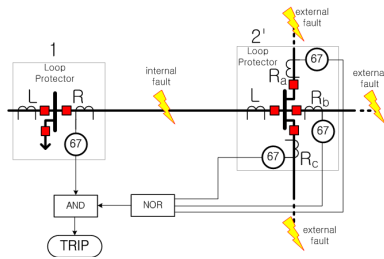 external
fault
1
2'
Loop
Protector
Loop
Protector
67
internal
fault
external
fault
Ra
L
R
L
Rb
67
67
67
Rc
AND
NOR
external
fault
TRIP